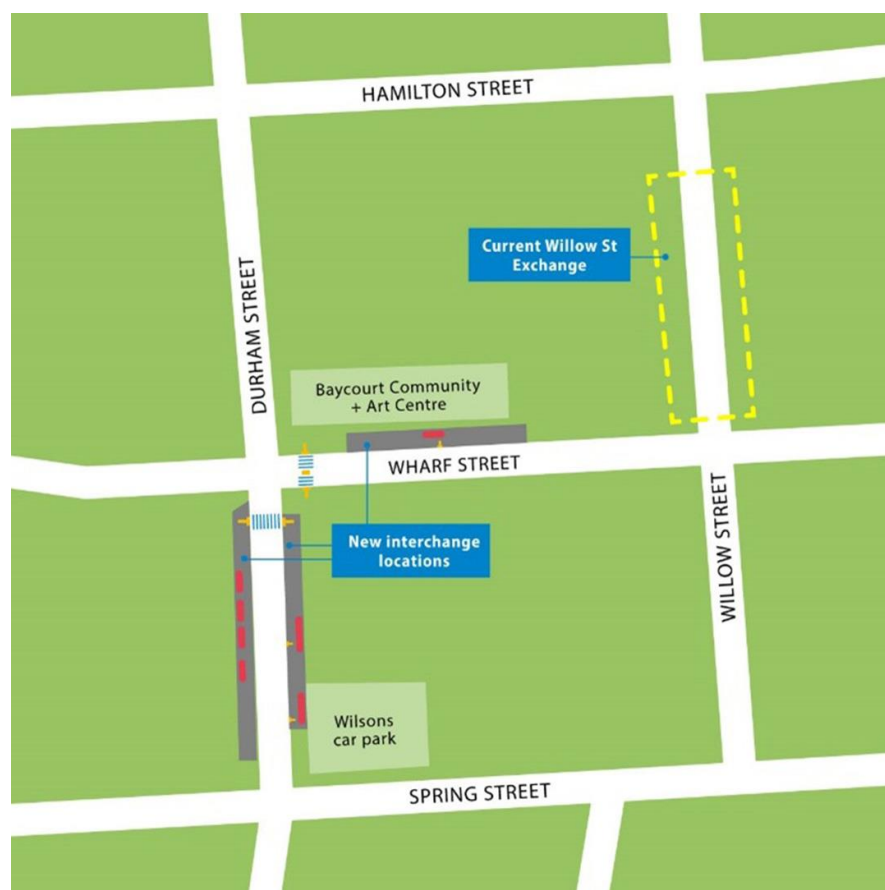 HAMILTON STREET
Current Willow St
Exchange
DURHAM STREET
Baycourt Community
+ Art Centre
WHARF STREET
New interchange
locations
WILLOW STREET
Wilsons
car park
SPRING STREET